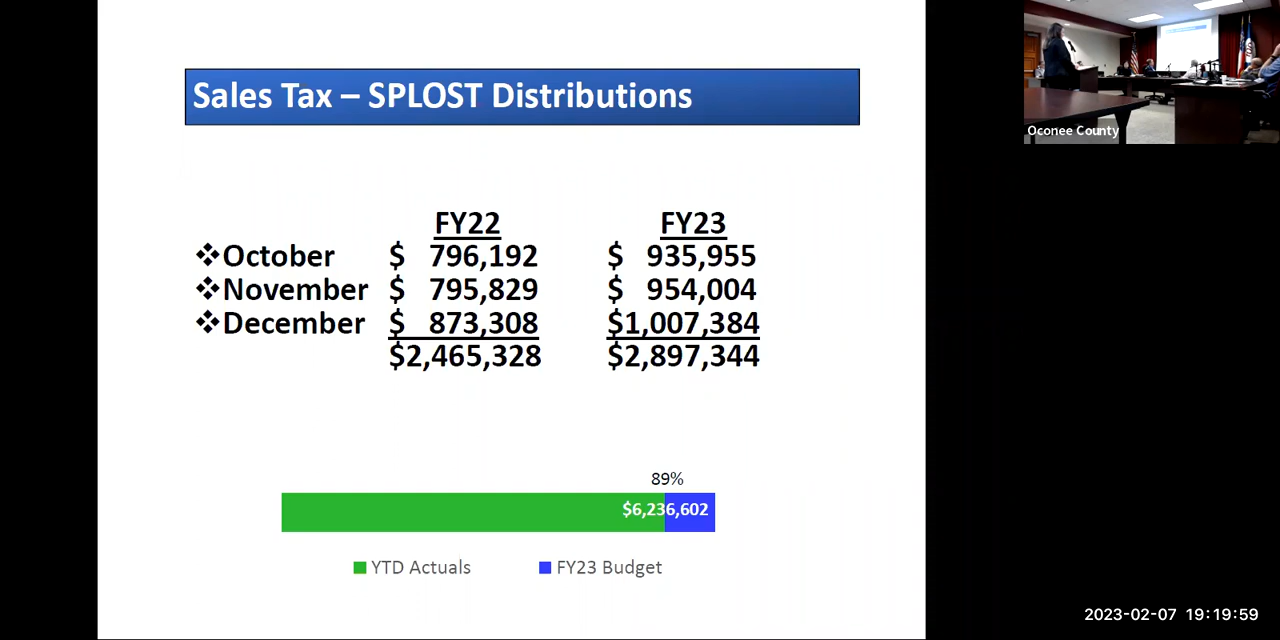 Sales Tax – SPLOST Distributions
FY22 FY23
❖October $ 796,192 $ 935,955
❖November $ 795,829 $ 954,004
❖December $ 873,308 $1,007,384
$2,465,328 $2,897,344
89%
$6,236,602
YTD Actuals FY23 Budget
Oconee County
2023-02-07 19:19:59